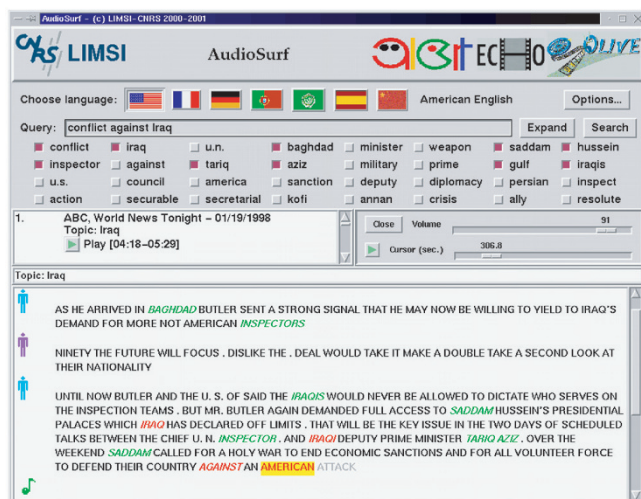 AudioSurf - (c) LIMSI-CNRS 2000-2001
CNRS LIMSI AudioSurf alert ECHO OLIVE
Choose language: American English Options...
Query: conflict against Iraq Expand Search
conflict iraq u.n. baghdad minister weapon saddam hussein
inspector against tariq aziz military prime gulf iraqis
u.s. council america sanction deputy diplomacy persian inspect
action securable secretarial kofi annan crisis ally resolute
1. ABC, World News Tonight - 01/19/1998
Topic: Iraq
Play [04:18-05:29]
Close Volume 91
Cursor (sec.) 306.8
Topic: Iraq
AS HE ARRIVED IN BAGHDAD BUTLER SENT A STRONG SIGNAL THAT HE MAY NOW BE WILLING TO YIELD TO IRAQ'S
DEMAND FOR MORE NOT AMERICAN INSPECTORS
NINETY THE FUTURE WILL FOCUS . DISLIKE THE . DEAL WOULD TAKE IT MAKE A DOUBLE TAKE A SECOND LOOK AT
THEIR NATIONALITY
UNTIL NOW BUTLER AND THE U. S. OF SAID THE IRAQIS WOULD NEVER BE ALLOWED TO DICTATE WHO SERVES ON
THE INSPECTION TEAMS . BUT MR. BUTLER AGAIN DEMANDED FULL ACCESS TO SADDAM HUSSEIN'S PRESIDENTIAL
PALACES WHICH IRAQ HAS DECLARED OFF LIMITS . THAT WILL BE THE KEY ISSUE IN THE TWO DAYS OF SCHEDULED
TALKS BETWEEN THE CHIEF U. N. INSPECTOR . AND IRAQI DEPUTY PRIME MINISTER TARIQ AZIZ . OVER THE
WEEKEND SADDAM CALLED FOR A HOLY WAR TO END ECONOMIC SANCTIONS AND FOR ALL VOLUNTEER FORCE
TO DEFEND THEIR COUNTRY AGAINST AN AMERICAN ATTACK